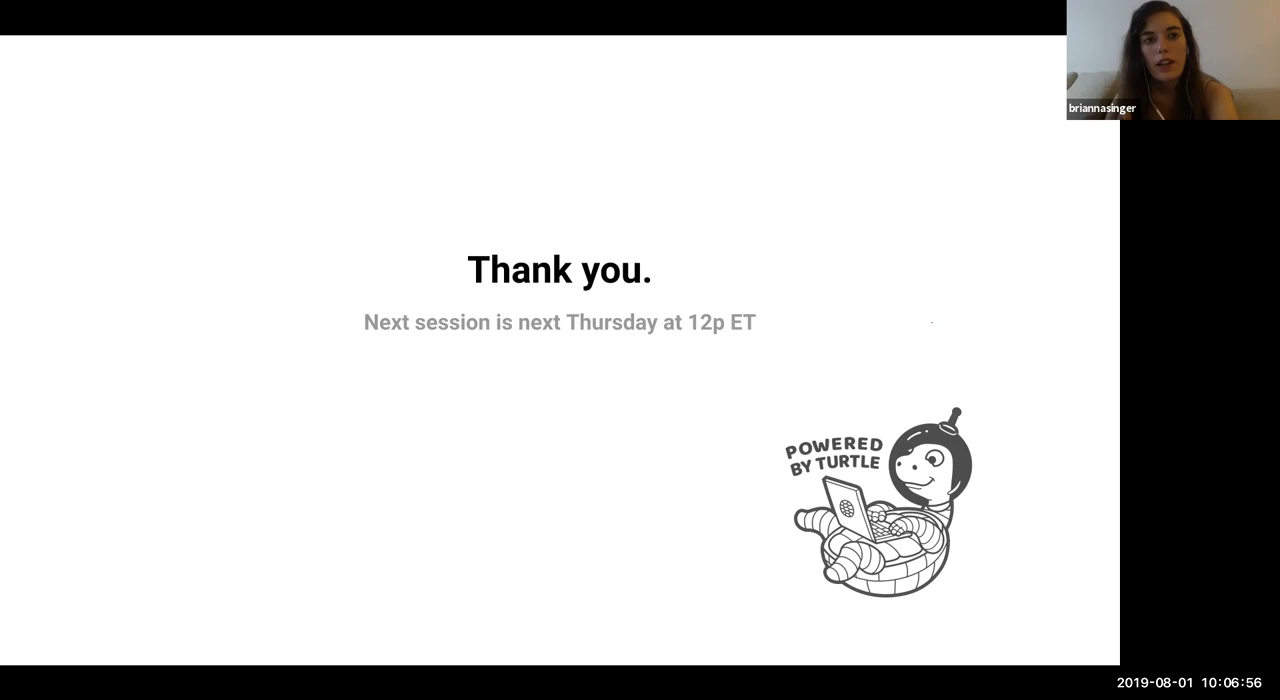 briannasinger
Thank you.
Next session is next Thursday at 12p ET
POWERED
BY TURTLE
2019-08-01 10:06:56